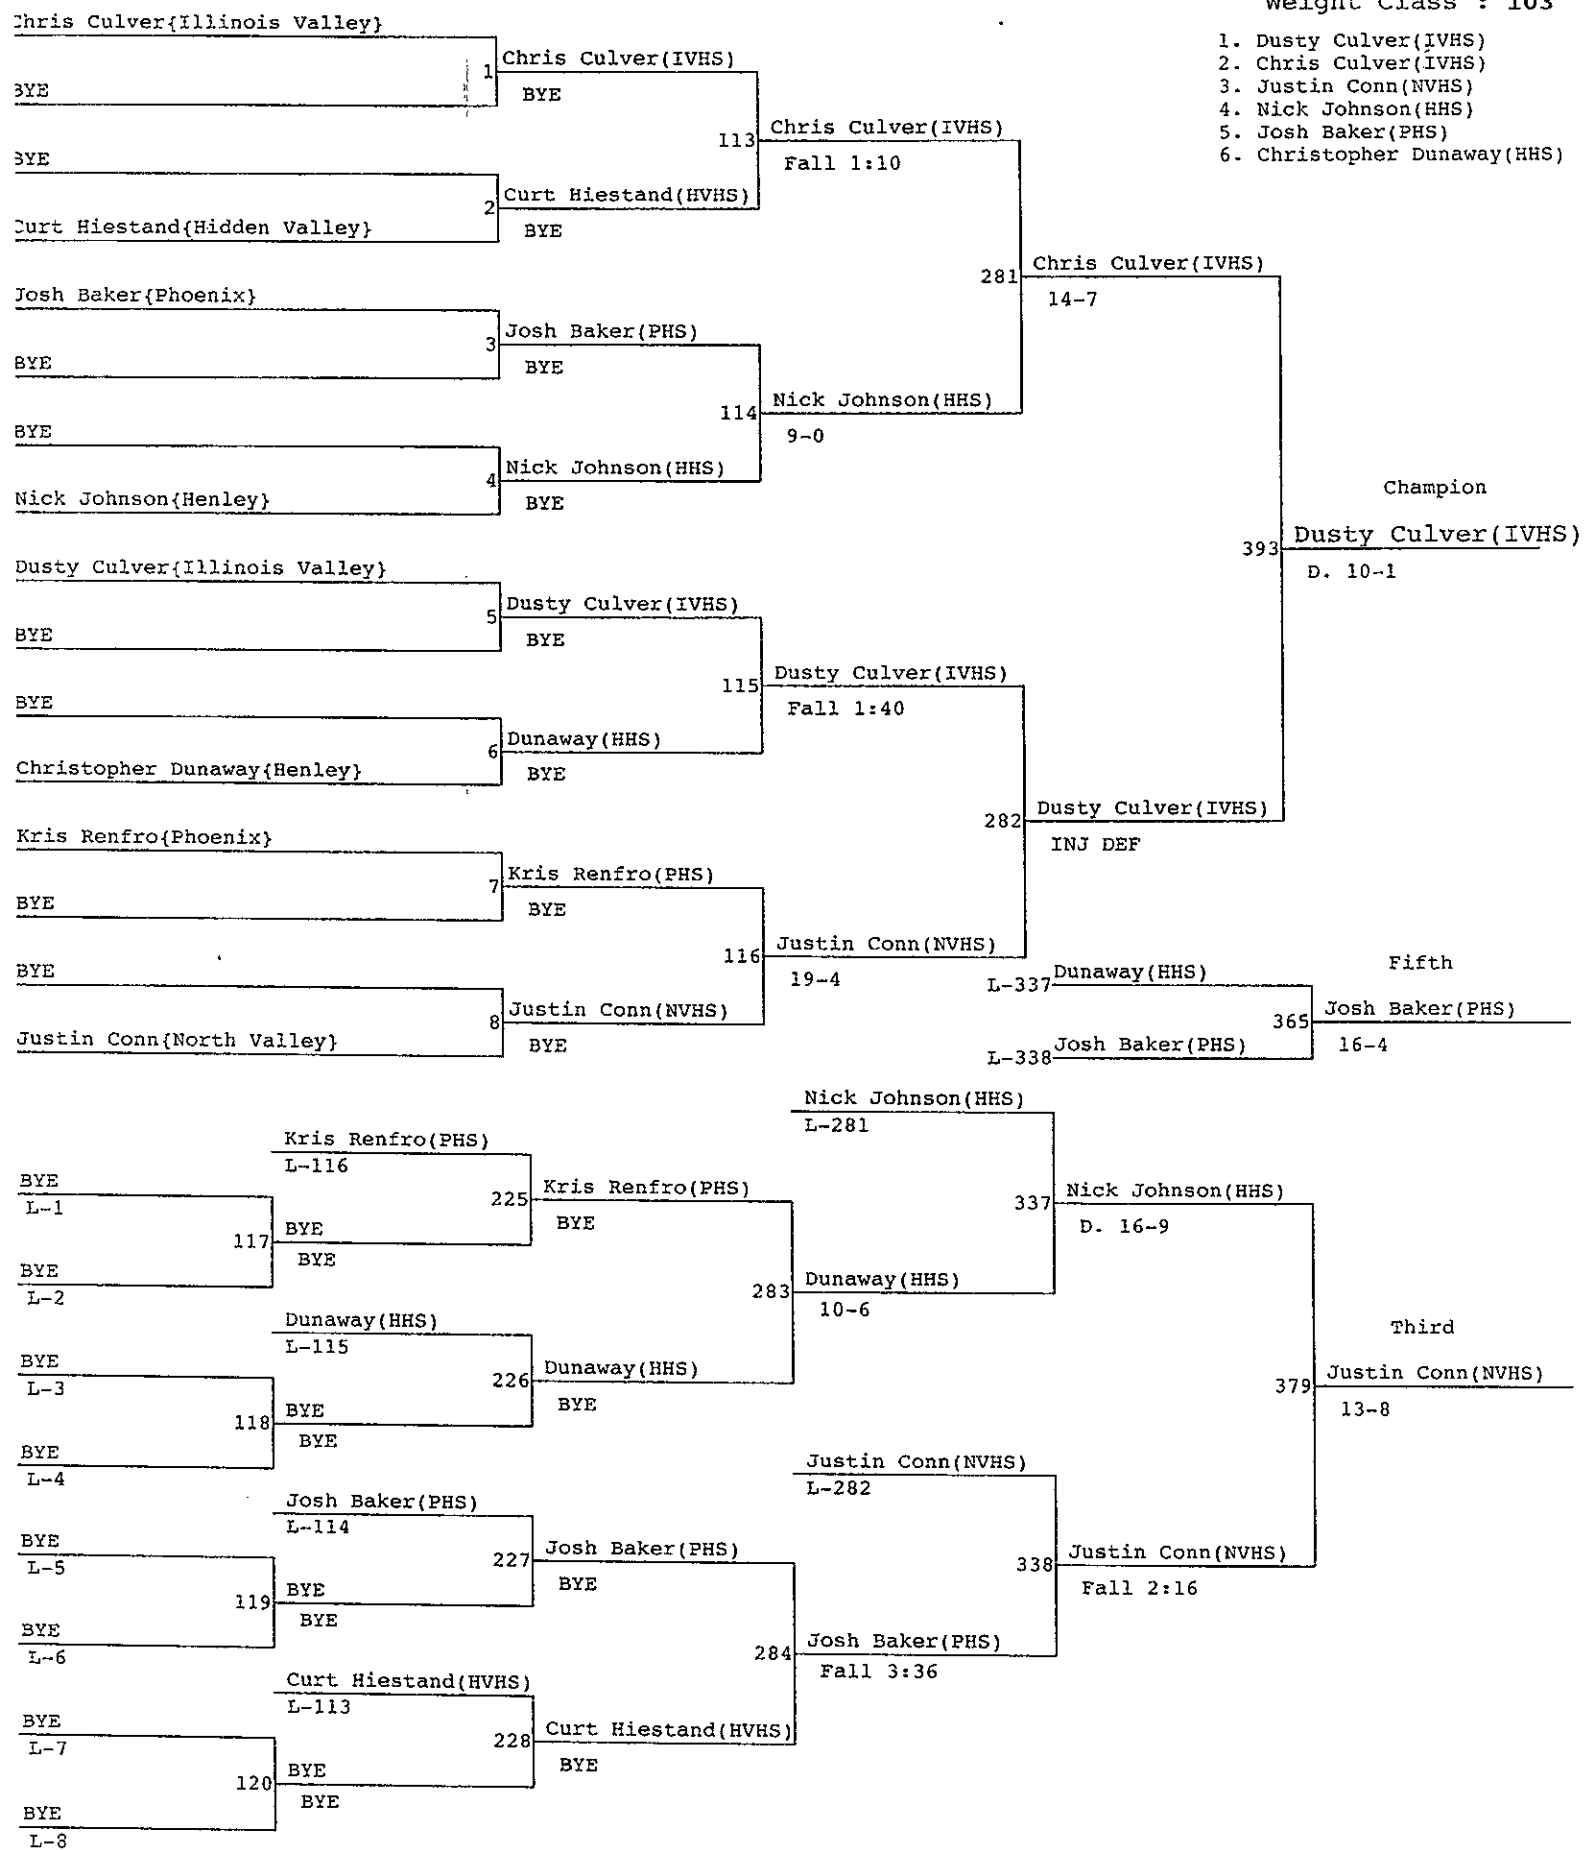 Weight Class : 103
1. Dusty Culver(IVHS)
2. Chris Culver(IVHS)
3. Justin Conn(NVHS)
4. Nick Johnson(HHS)
5. Josh Baker(PHS)
6. Christopher Dunaway(HHS)
Chris Culver{Illinois Valley}
BYE
1
Chris Culver(IVHS)
BYE
BYE
Curt Hiestand{Hidden Valley}
2
Curt Hiestand(HVHS)
BYE
113
Chris Culver(IVHS)
Fall 1:10
Josh Baker{Phoenix}
BYE
3
Josh Baker(PHS)
BYE
BYE
Nick Johnson{Henley}
4
Nick Johnson(HHS)
BYE
114
Nick Johnson(HHS)
9-0
281
Chris Culver(IVHS)
14-7
Dusty Culver{Illinois Valley}
BYE
5
Dusty Culver(IVHS)
BYE
BYE
Christopher Dunaway{Henley}
6
Dunaway(HHS)
BYE
115
Dusty Culver(IVHS)
Fall 1:40
Kris Renfro{Phoenix}
BYE
7
Kris Renfro(PHS)
BYE
BYE
Justin Conn{North Valley}
8
Justin Conn(NVHS)
BYE
116
Justin Conn(NVHS)
19-4
282
Dusty Culver(IVHS)
INJ DEF
Champion
393
Dusty Culver(IVHS)
D. 10-1
Fifth
L-337
Dunaway(HHS)
L-338
Josh Baker(PHS)
365
Josh Baker(PHS)
16-4
BYE
L-1
BYE
L-2
117
BYE
BYE
Kris Renfro(PHS)
L-116
225
Kris Renfro(PHS)
BYE
BYE
L-3
BYE
L-4
118
BYE
BYE
Dunaway(HHS)
L-115
226
Dunaway(HHS)
BYE
283
Dunaway(HHS)
10-6
Nick Johnson(HHS)
L-281
337
Nick Johnson(HHS)
D. 16-9
BYE
L-5
BYE
L-6
119
BYE
BYE
Josh Baker(PHS)
L-114
227
Josh Baker(PHS)
BYE
BYE
L-7
BYE
L-8
120
BYE
BYE
Curt Hiestand(HVHS)
L-113
228
Curt Hiestand(HVHS)
BYE
284
Josh Baker(PHS)
Fall 3:36
Justin Conn(NVHS)
L-282
338
Justin Conn(NVHS)
Fall 2:16
Third
379
Justin Conn(NVHS)
13-8